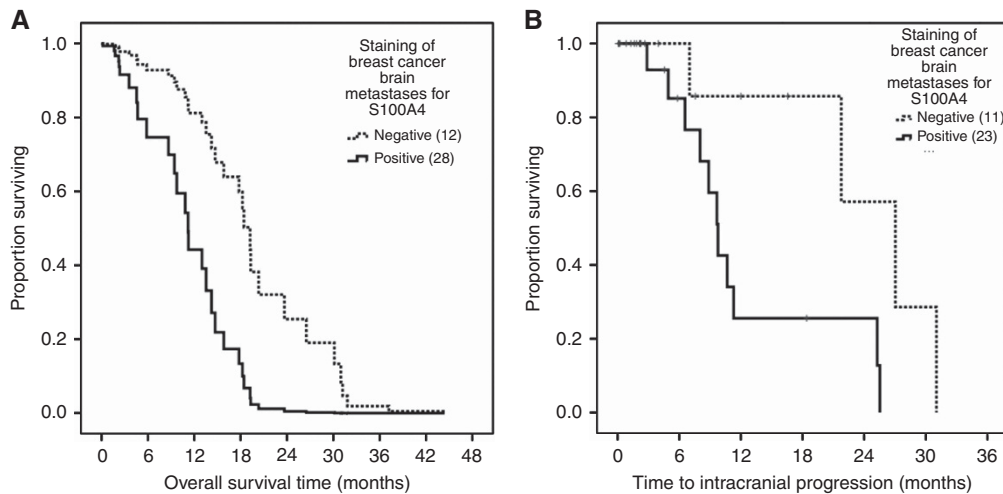 A
Staining of
breast cancer
brain
metastases for
S100A4
Negative (12)
Positive (28)
Proportion surviving
1.0
0.8
0.6
0.4
0.2
0.0
0 6 12 18 24 30 36 42 48
Overall survival time (months)
B
Staining of
breast cancer
brain
metastases for
S100A4
Negative (11)
Positive (23)
...
Proportion surviving
1.0
0.8
0.6
0.4
0.2
0.0
0 6 12 18 24 30 36
Time to intracranial progression (months)